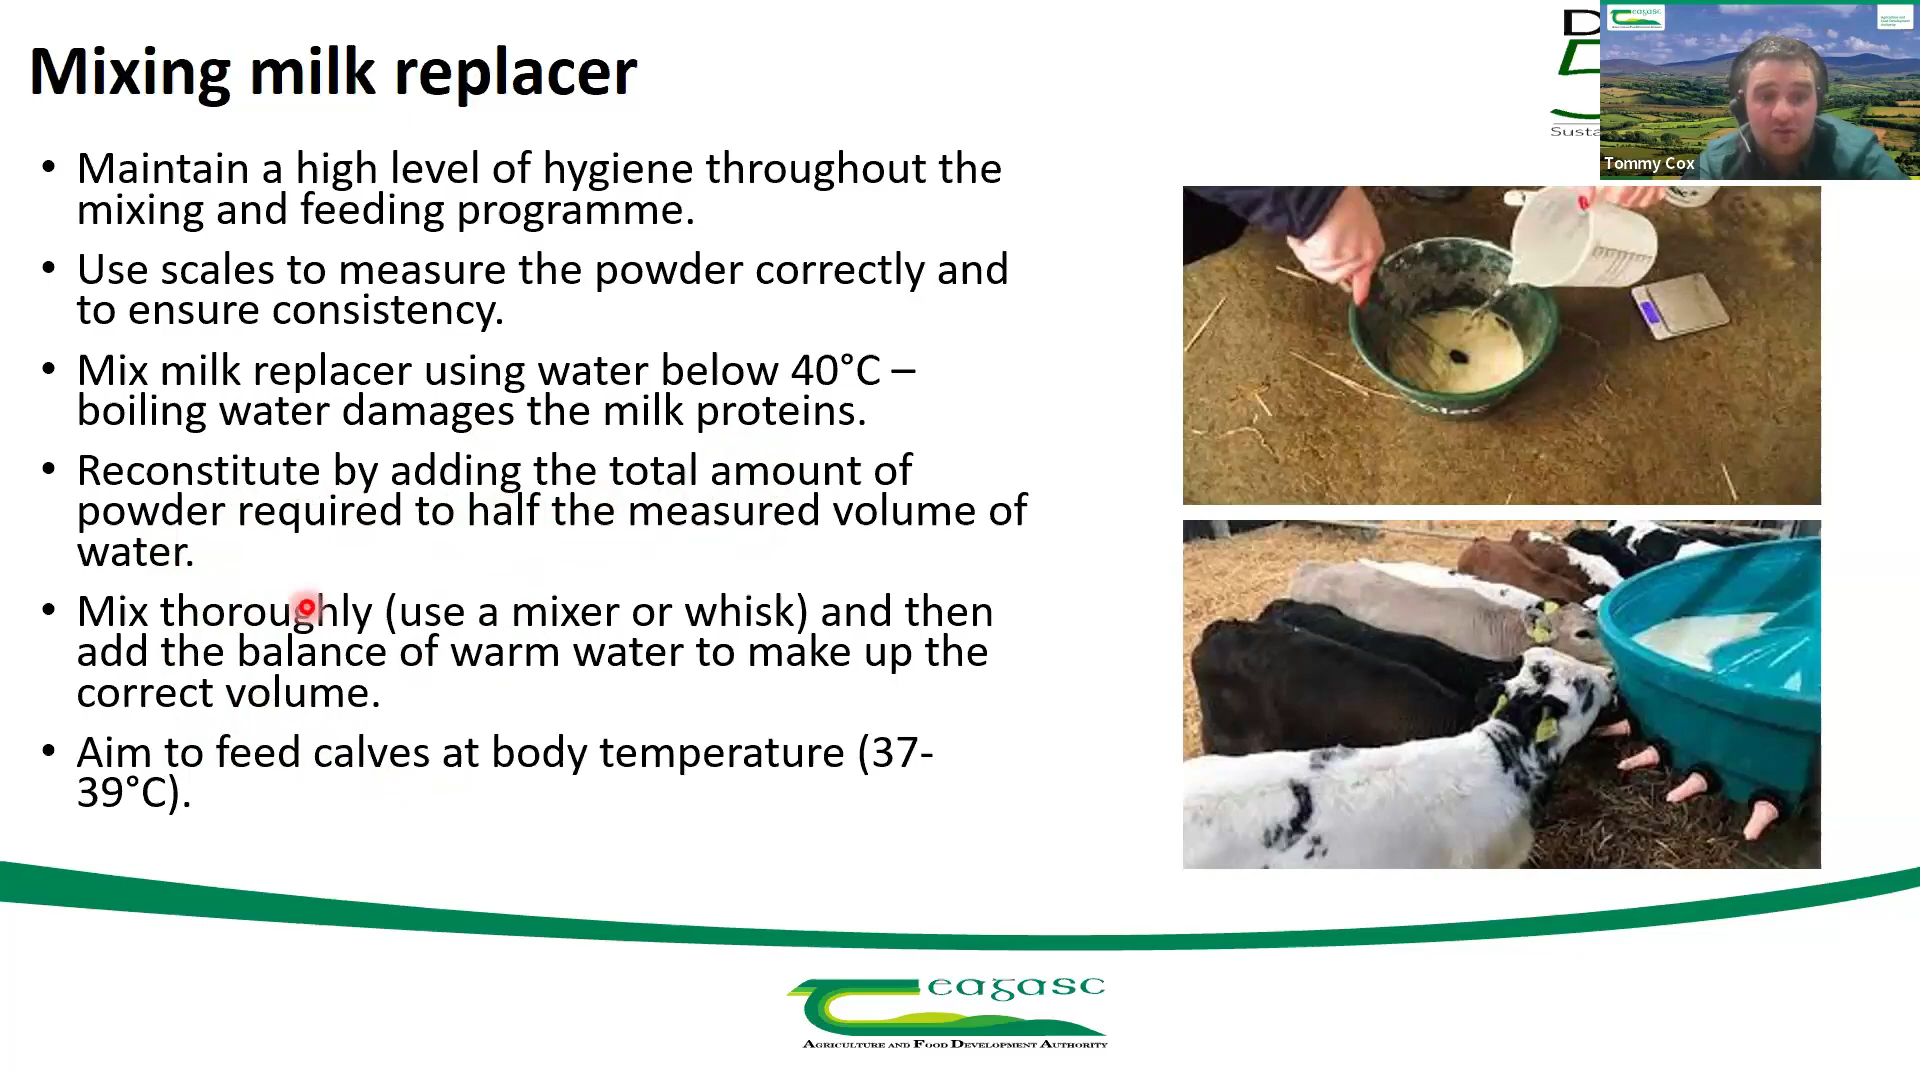 Mixing milk replacer
• Maintain a high level of hygiene throughout the
mixing and feeding programme.
• Use scales to measure the powder correctly and
to ensure consistency.
• Mix milk replacer using water below 40°C –
boiling water damages the milk proteins.
• Reconstitute by adding the total amount of
powder required to half the measured volume of
water.
• Mix thoroughly (use a mixer or whisk) and then
add the balance of warm water to make up the
correct volume.
• Aim to feed calves at body temperature (37-
39°C).
Tommy Cox
eagasc
AGRICULTURE AND FOOD DEVELOPMENT AUTHORITY